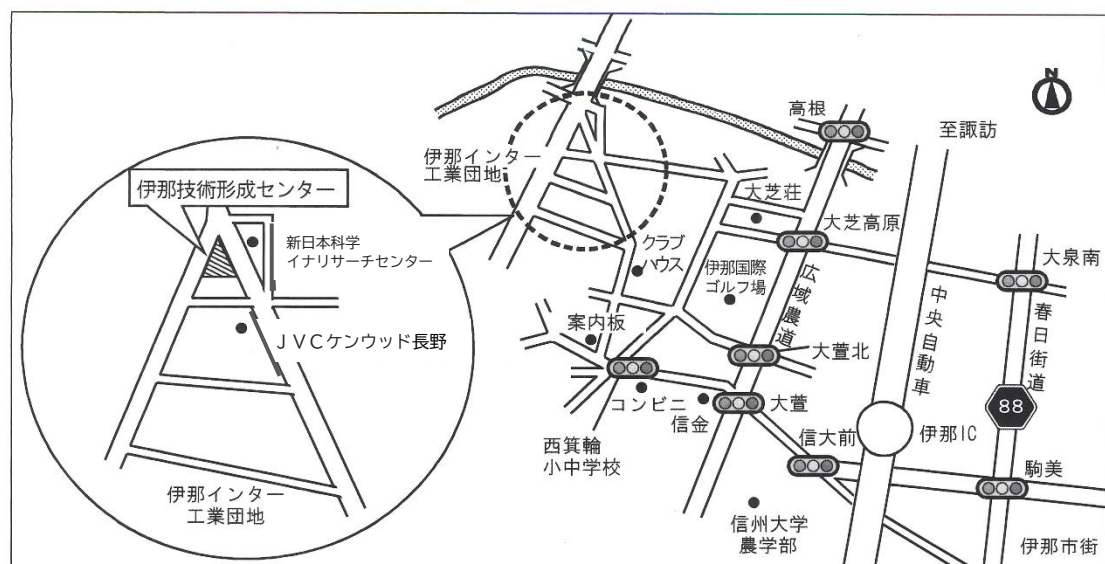 N
高根
至諏訪
伊那インター
工業団地
大芝荘
大芝高原
伊那技術形成センター
新日本科学
イナリサーチセンター
クラブ
ハウス
伊那国際
ゴルフ場
広域農道
中央自動車
大泉南
春日街道
案内板
ＪＶＣケンウッド長野
大萱北
88
コンビニ
信金
大萱
信大前
伊那IC
西箕輪
小中学校
駒美
伊那インター
工業団地
信州大学
農学部
伊那市街